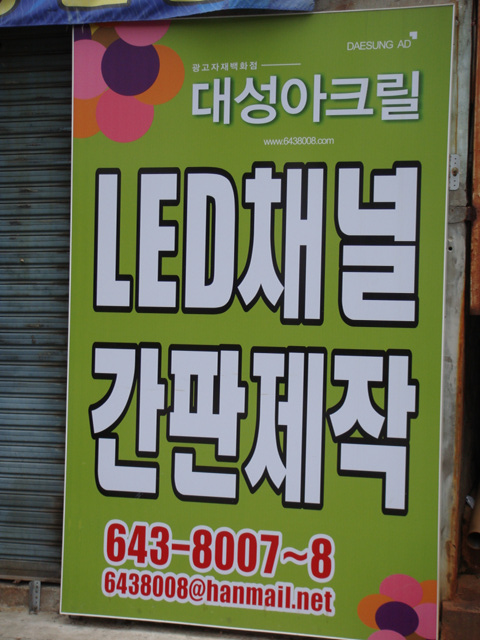 DAESUNG AD
광고자재백화점
대성아크릴
www.6438008.com
LED채널
간판제작
643-8007~8
6438008@hanmail.net